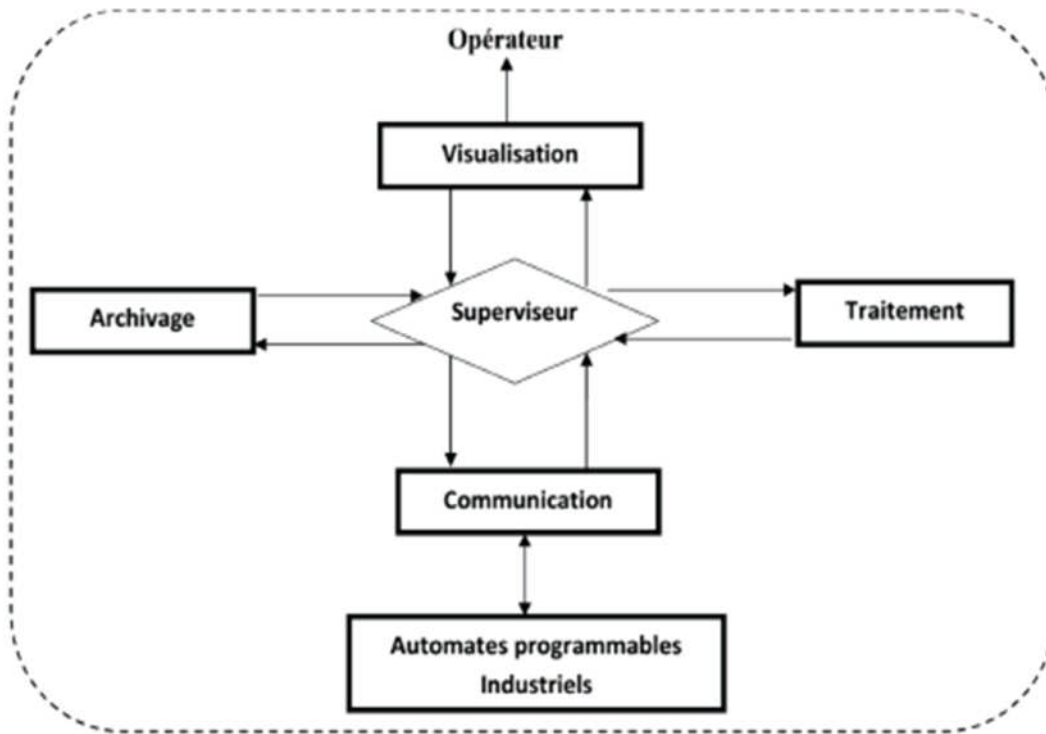 Opérateur
Visualisation
Archivage
Superviseur
Traitement
Communication
Automates programmables
Industriels